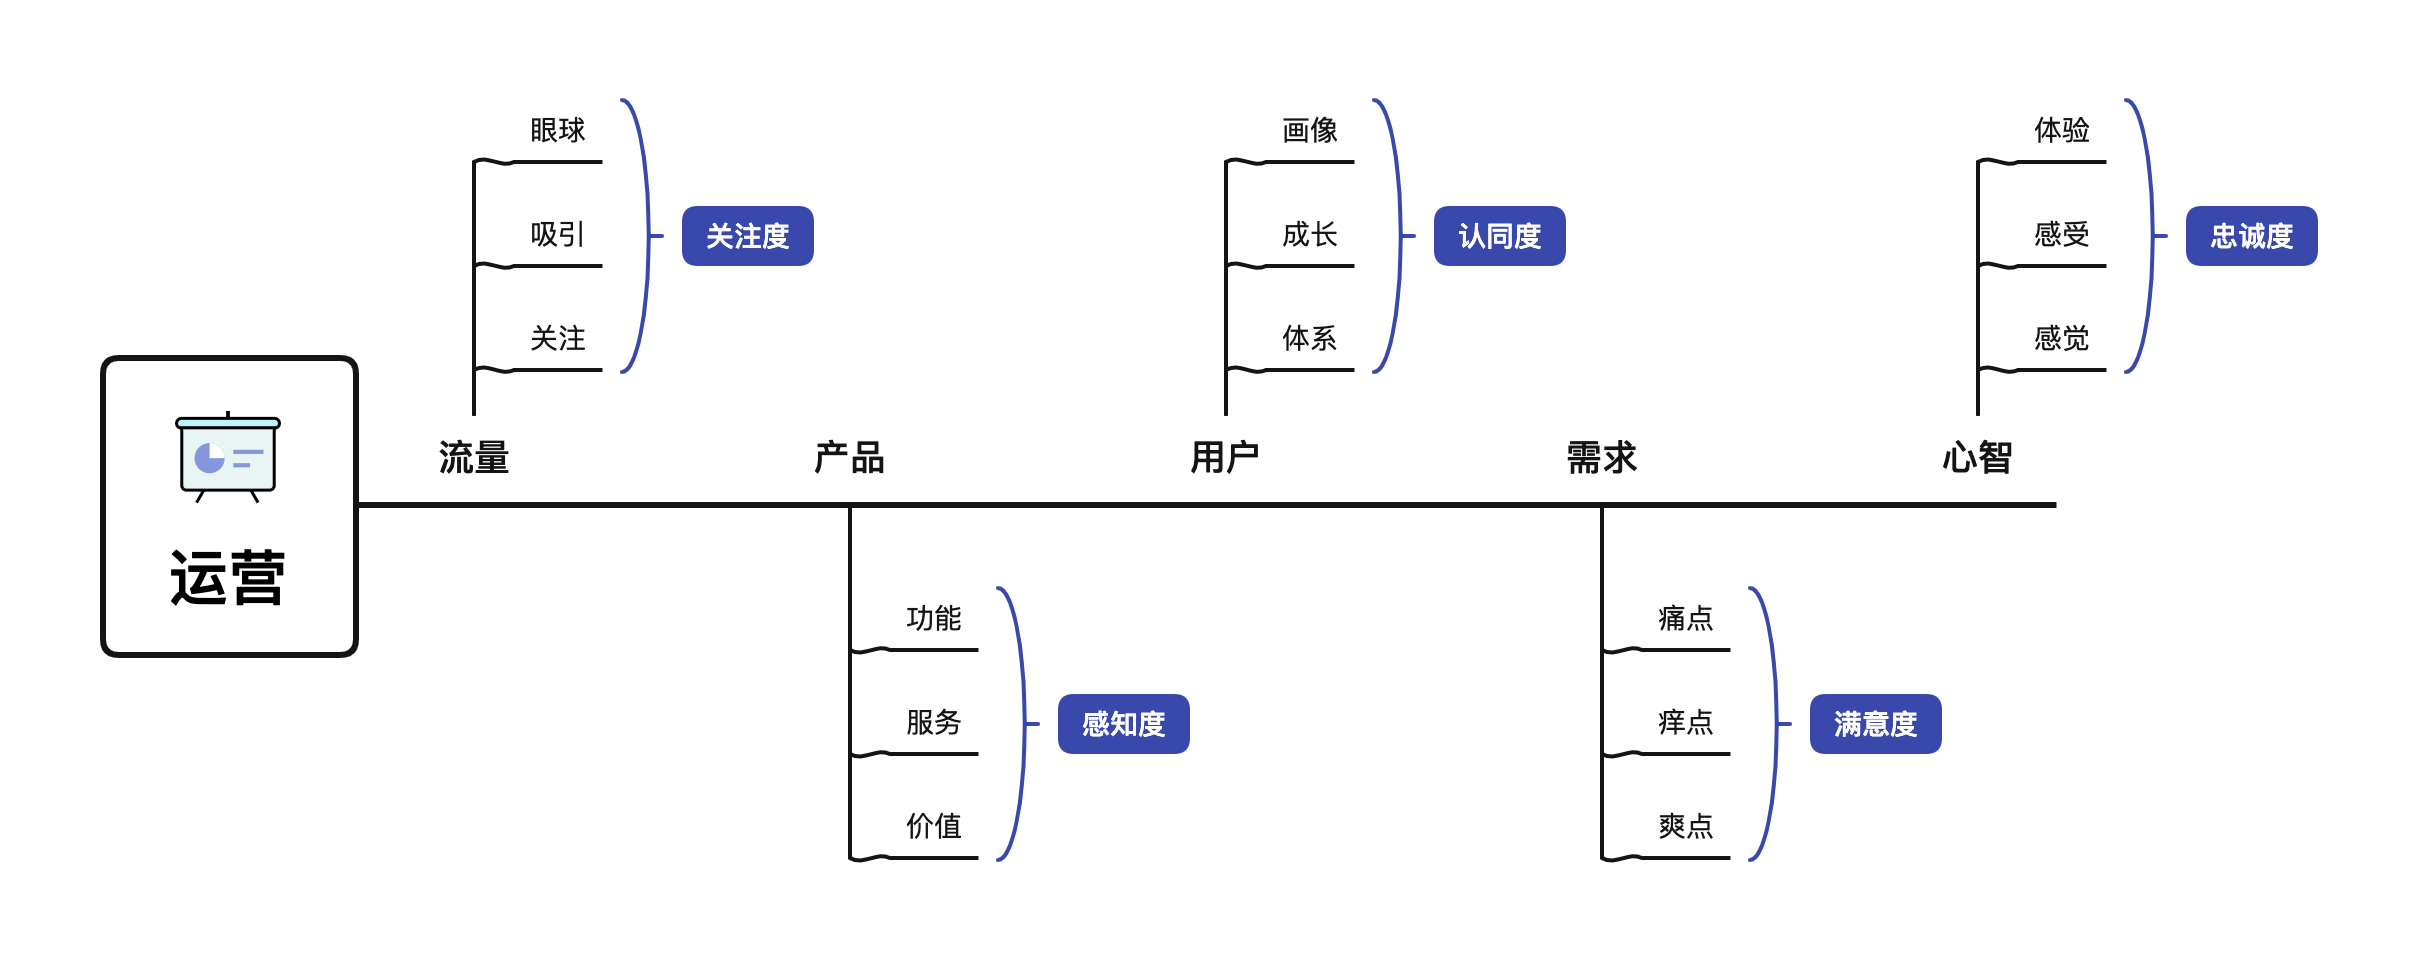 运营
流量
眼球
吸引
关注
关注度
产品
功能
服务
价值
感知度
用户
画像
成长
体系
认同度
需求
痛点
痒点
爽点
满意度
心智
体验
感受
感觉
忠诚度